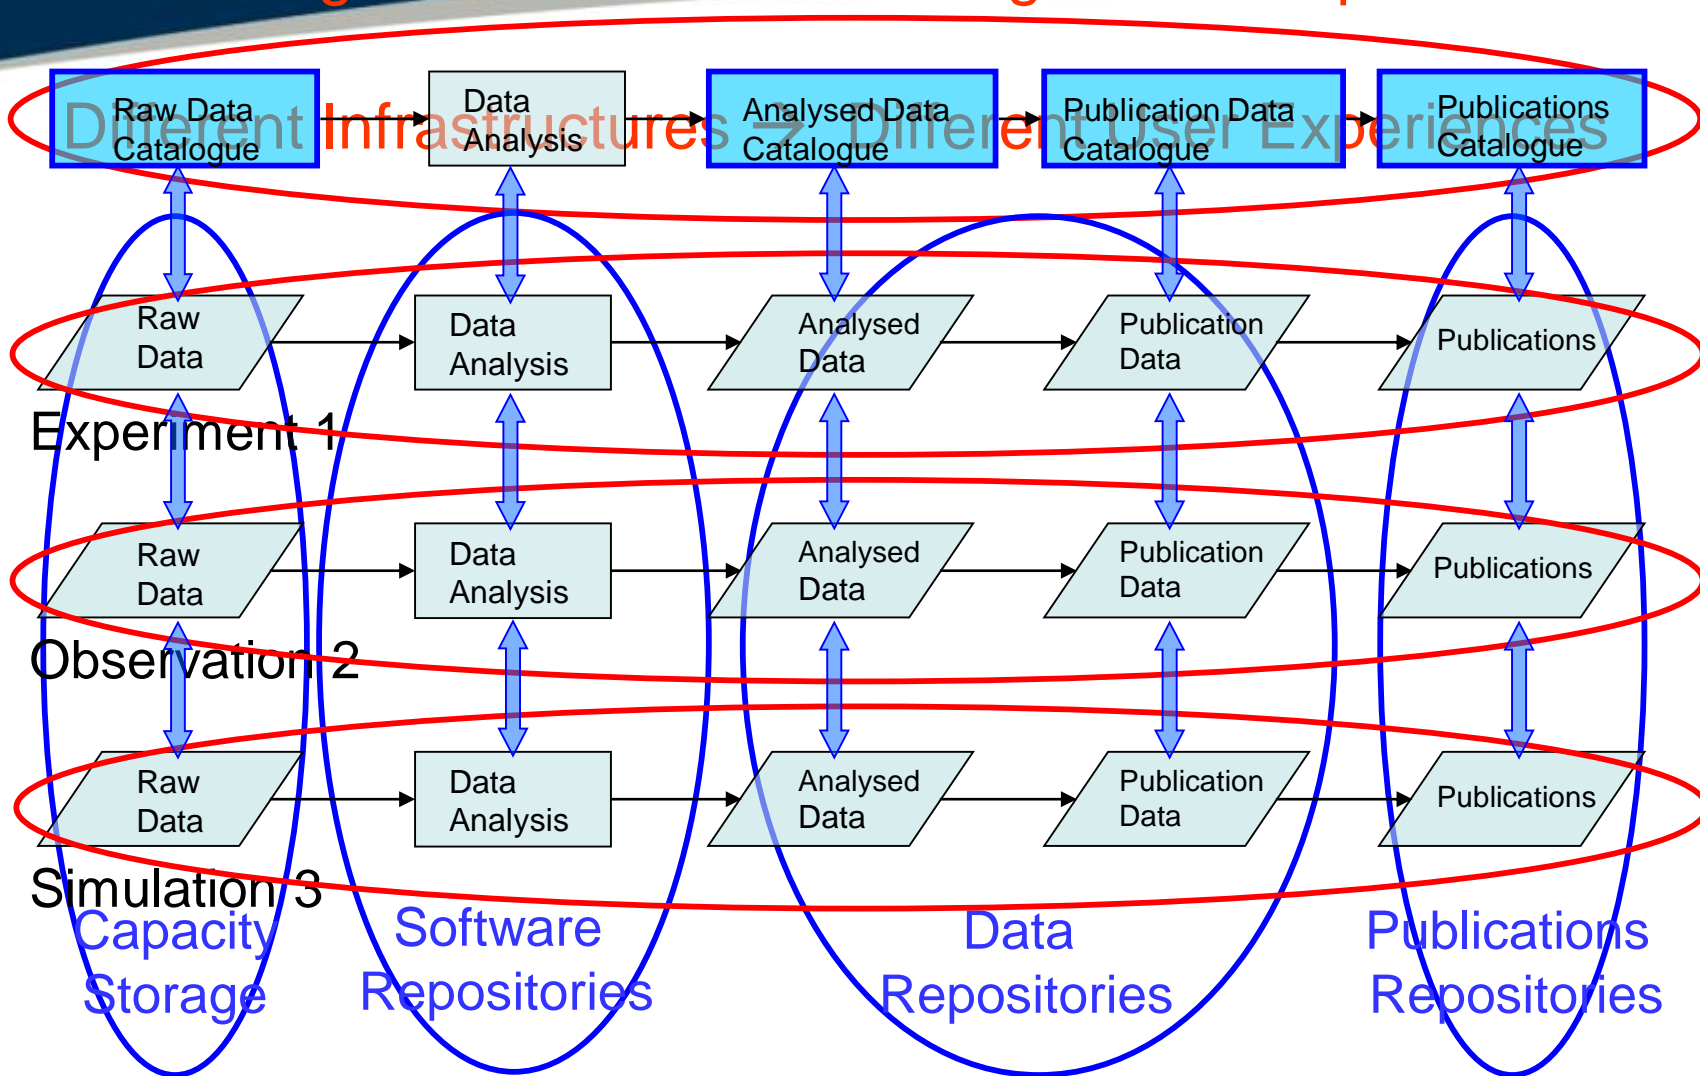 Different Infrastructures → Different User Experiences
Raw Data
Catalogue
Data
Analysis
Analysed Data
Catalogue
Publication Data
Catalogue
Publications
Catalogue
Raw
Data
Data
Analysis
Analysed
Data
Publication
Data
Publications
Experiment 1
Raw
Data
Data
Analysis
Analysed
Data
Publication
Data
Publications
Observation 2
Raw
Data
Data
Analysis
Analysed
Data
Publication
Data
Publications
Simulation 3
Capacity
Storage
Software
Repositories
Data
Repositories
Publications
Repositories